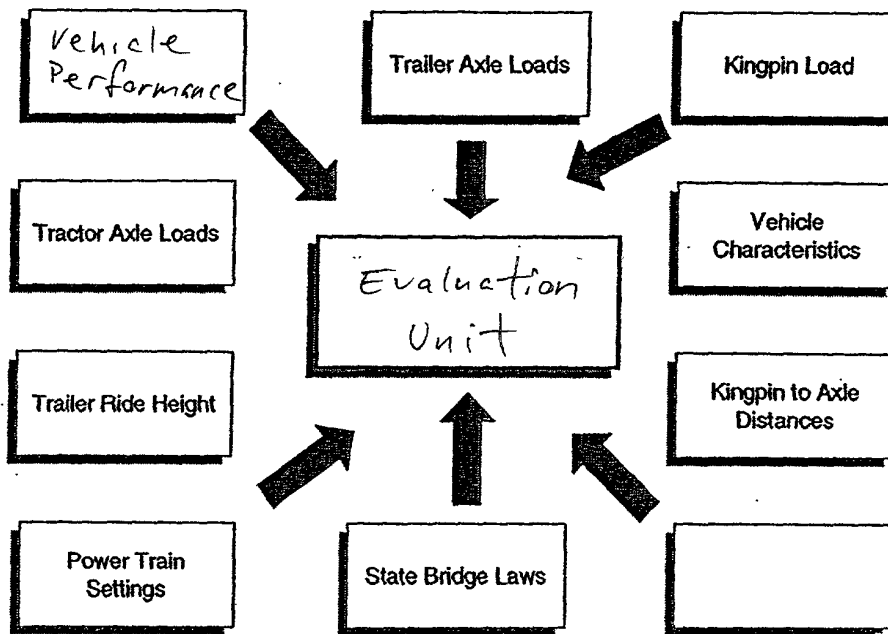 Vehicle
Performance
Trailer Axle Loads
Kingpin Load
Tractor Axle Loads
"Evaluation
Unit
Vehicle
Characteristics
Trailer Ride Height
Kingpin to Axle
Distances
Power Train
Settings
State Bridge Laws